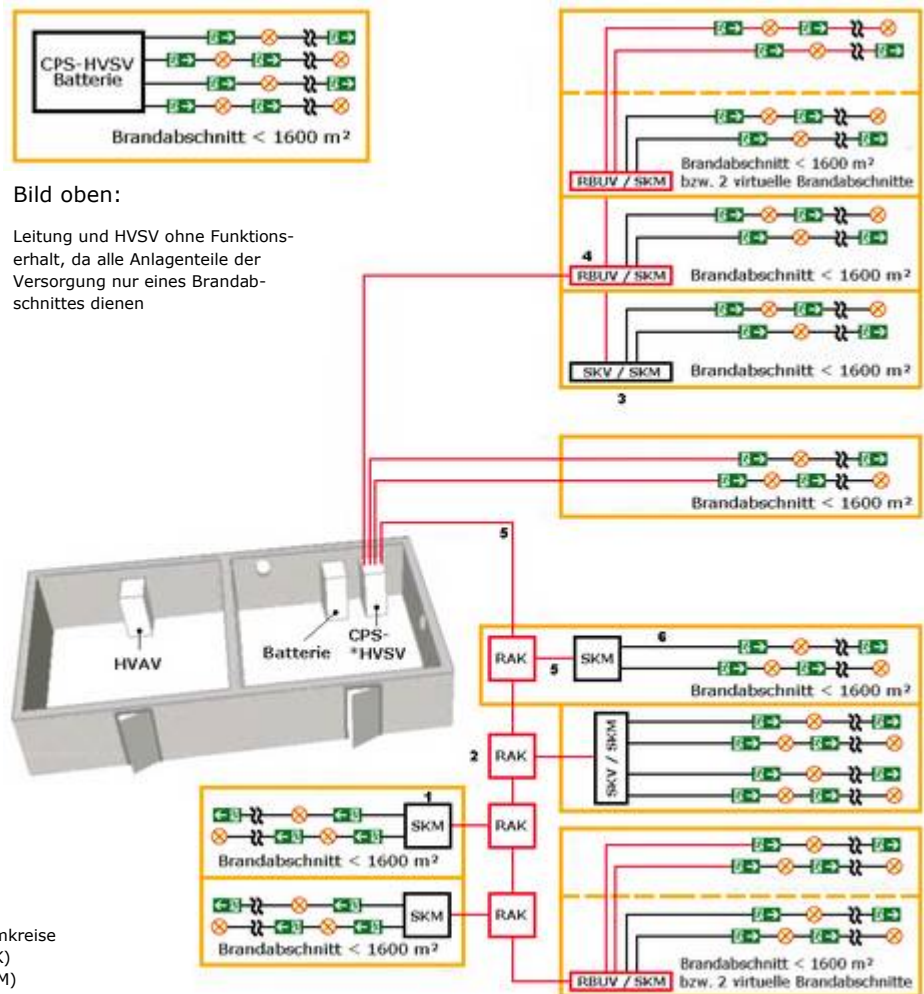 CPS-HVSV
Batterie
Brandabschnitt < 1600 m²
Bild oben:
Leitung und HVSV ohne Funktions-
erhalt, da alle Anlagenteile der
Versorgung nur eines Brandab-
schnittes dienen
Brandabschnitt < 1600 m²
RBUV / SKM
bzw. 2 virtuelle Brandabschnitte
4
RBUV / SKM
Brandabschnitt < 1600 m²
SKV / SKM
Brandabschnitt < 1600 m²
3
Brandabschnitt < 1600 m²
5
HVAV
Batterie
CPS-
*HVSV
RAK
5
SKM
6
Brandabschnitt < 1600 m²
2
RAK
SKV / SKM
1
SKM
RAK
Brandabschnitt < 1600 m²
SKM
RAK
Brandabschnitt < 1600 m²
Brandabschnitt < 1600 m²
RBUV / SKM
bzw. 2 virtuelle Brandabschnitte
mkreise
K)
M)